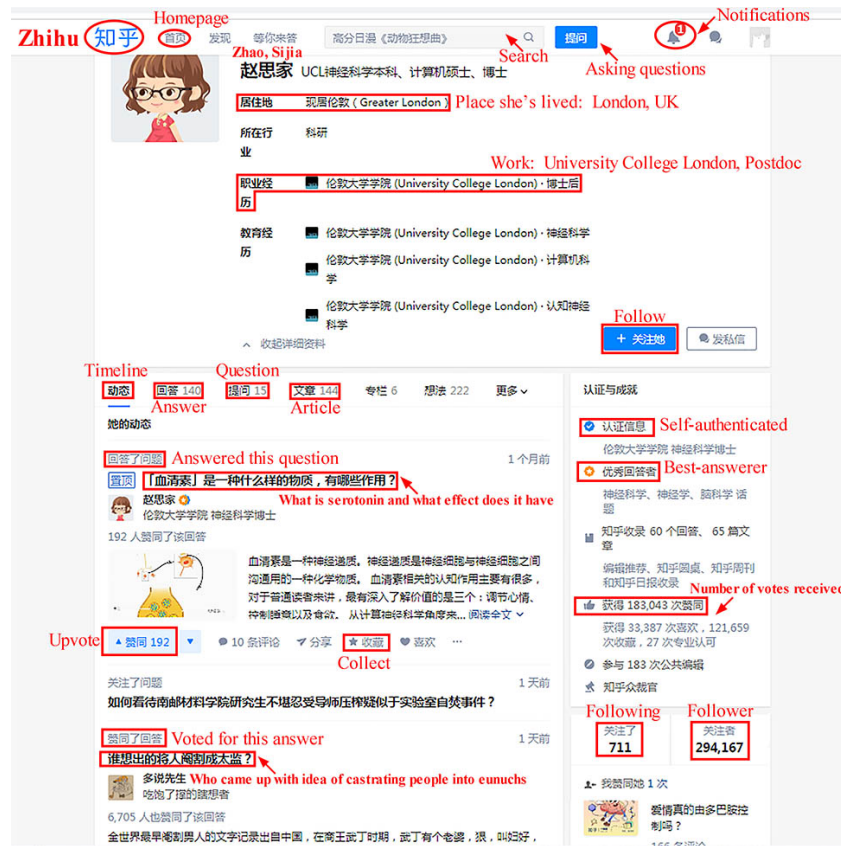 Homepage
Notifications
Zhihu 知乎 首页 发现 等你来答 高分日漫《动物狂想曲》 提问 1
Zhao, Sijia
Search
Asking questions
赵思家 UCL神经科学本科、计算机硕士、博士
居住地 现居伦敦 ( Greater London ) Place she's lived: London, UK
所在行业 科研
Work: University College London, Postdoc
职业经历 伦敦大学学院 (University College London) · 博士后
教育经历 伦敦大学学院 (University College London) · 神经科学
伦敦大学学院 (University College London) · 计算机科
学
伦敦大学学院 (University College London) · 认知神经
科学
Follow
收起详细资料
+ 关注她 发私信
Timeline Question
动态 回答 140 提问 15 文章 144 专栏 6 想法 222 更多
Answer Article
她的动态
回答了问题 Answered this question 1 个月前
置顶 「血清素」是一种什么样的物质，有哪些作用？
What is serotonin and what effect does it have
赵思家
伦敦大学学院 神经科学博士
192 人赞同了该回答
血清素是一种神经递质。神经递质是神经细胞与神经细胞之间
沟通用的一种化学物质。 血清素相关的认知作用主要有很多，
对于普通读者来讲，最有深入了解价值的是三个：调节心情、
控制睡意以及食欲。 从计算神经科学角度来... 阅读全文
Upvote 赞同 192 10 条评论 分享 收藏 喜欢 ...
Collect
关注了问题 1 天前
如何看待南邮材料学院研究生不堪忍受导师压榨疑似于实验室自焚事件？
赞同了回答 Voted for this answer 1 天前
谁想出的将人阉割成太监？
多说先生 Who came up with idea of castrating people into eunuchs
吃饱了撑的瞎想者
6,705 人也赞同了该回答
全世界最早阉割男人的文字记录出自中国，在商王武丁时期，武丁有个老婆，狠，叫妇好，
认证与成就
认证信息 Self-authenticated
伦敦大学学院 神经科学博士
优秀回答者 Best-answerer
神经科学、神经学、脑科学 话
题
知乎收录 60 个回答、 65 篇文
章
编辑推荐、知乎圆桌、知乎周刊
和知乎日报收录
Number of votes received
获得 183,043 次赞同
获得 33,387 次喜欢，121,659
次收藏，27 次专业认可
参与 183 次公共编辑
知乎众裁官
Following Follower
关注了 关注者
711 294,167
我赞同她 1 次
爱情真的由多巴胺控
制吗？
166 条评论